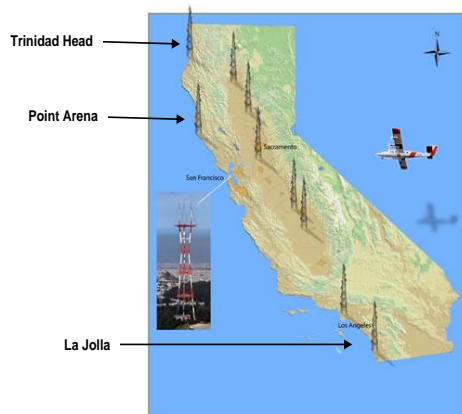 Trinidad Head
N
Point Arena
Sacramento
San Francisco
Los Angeles
La Jolla